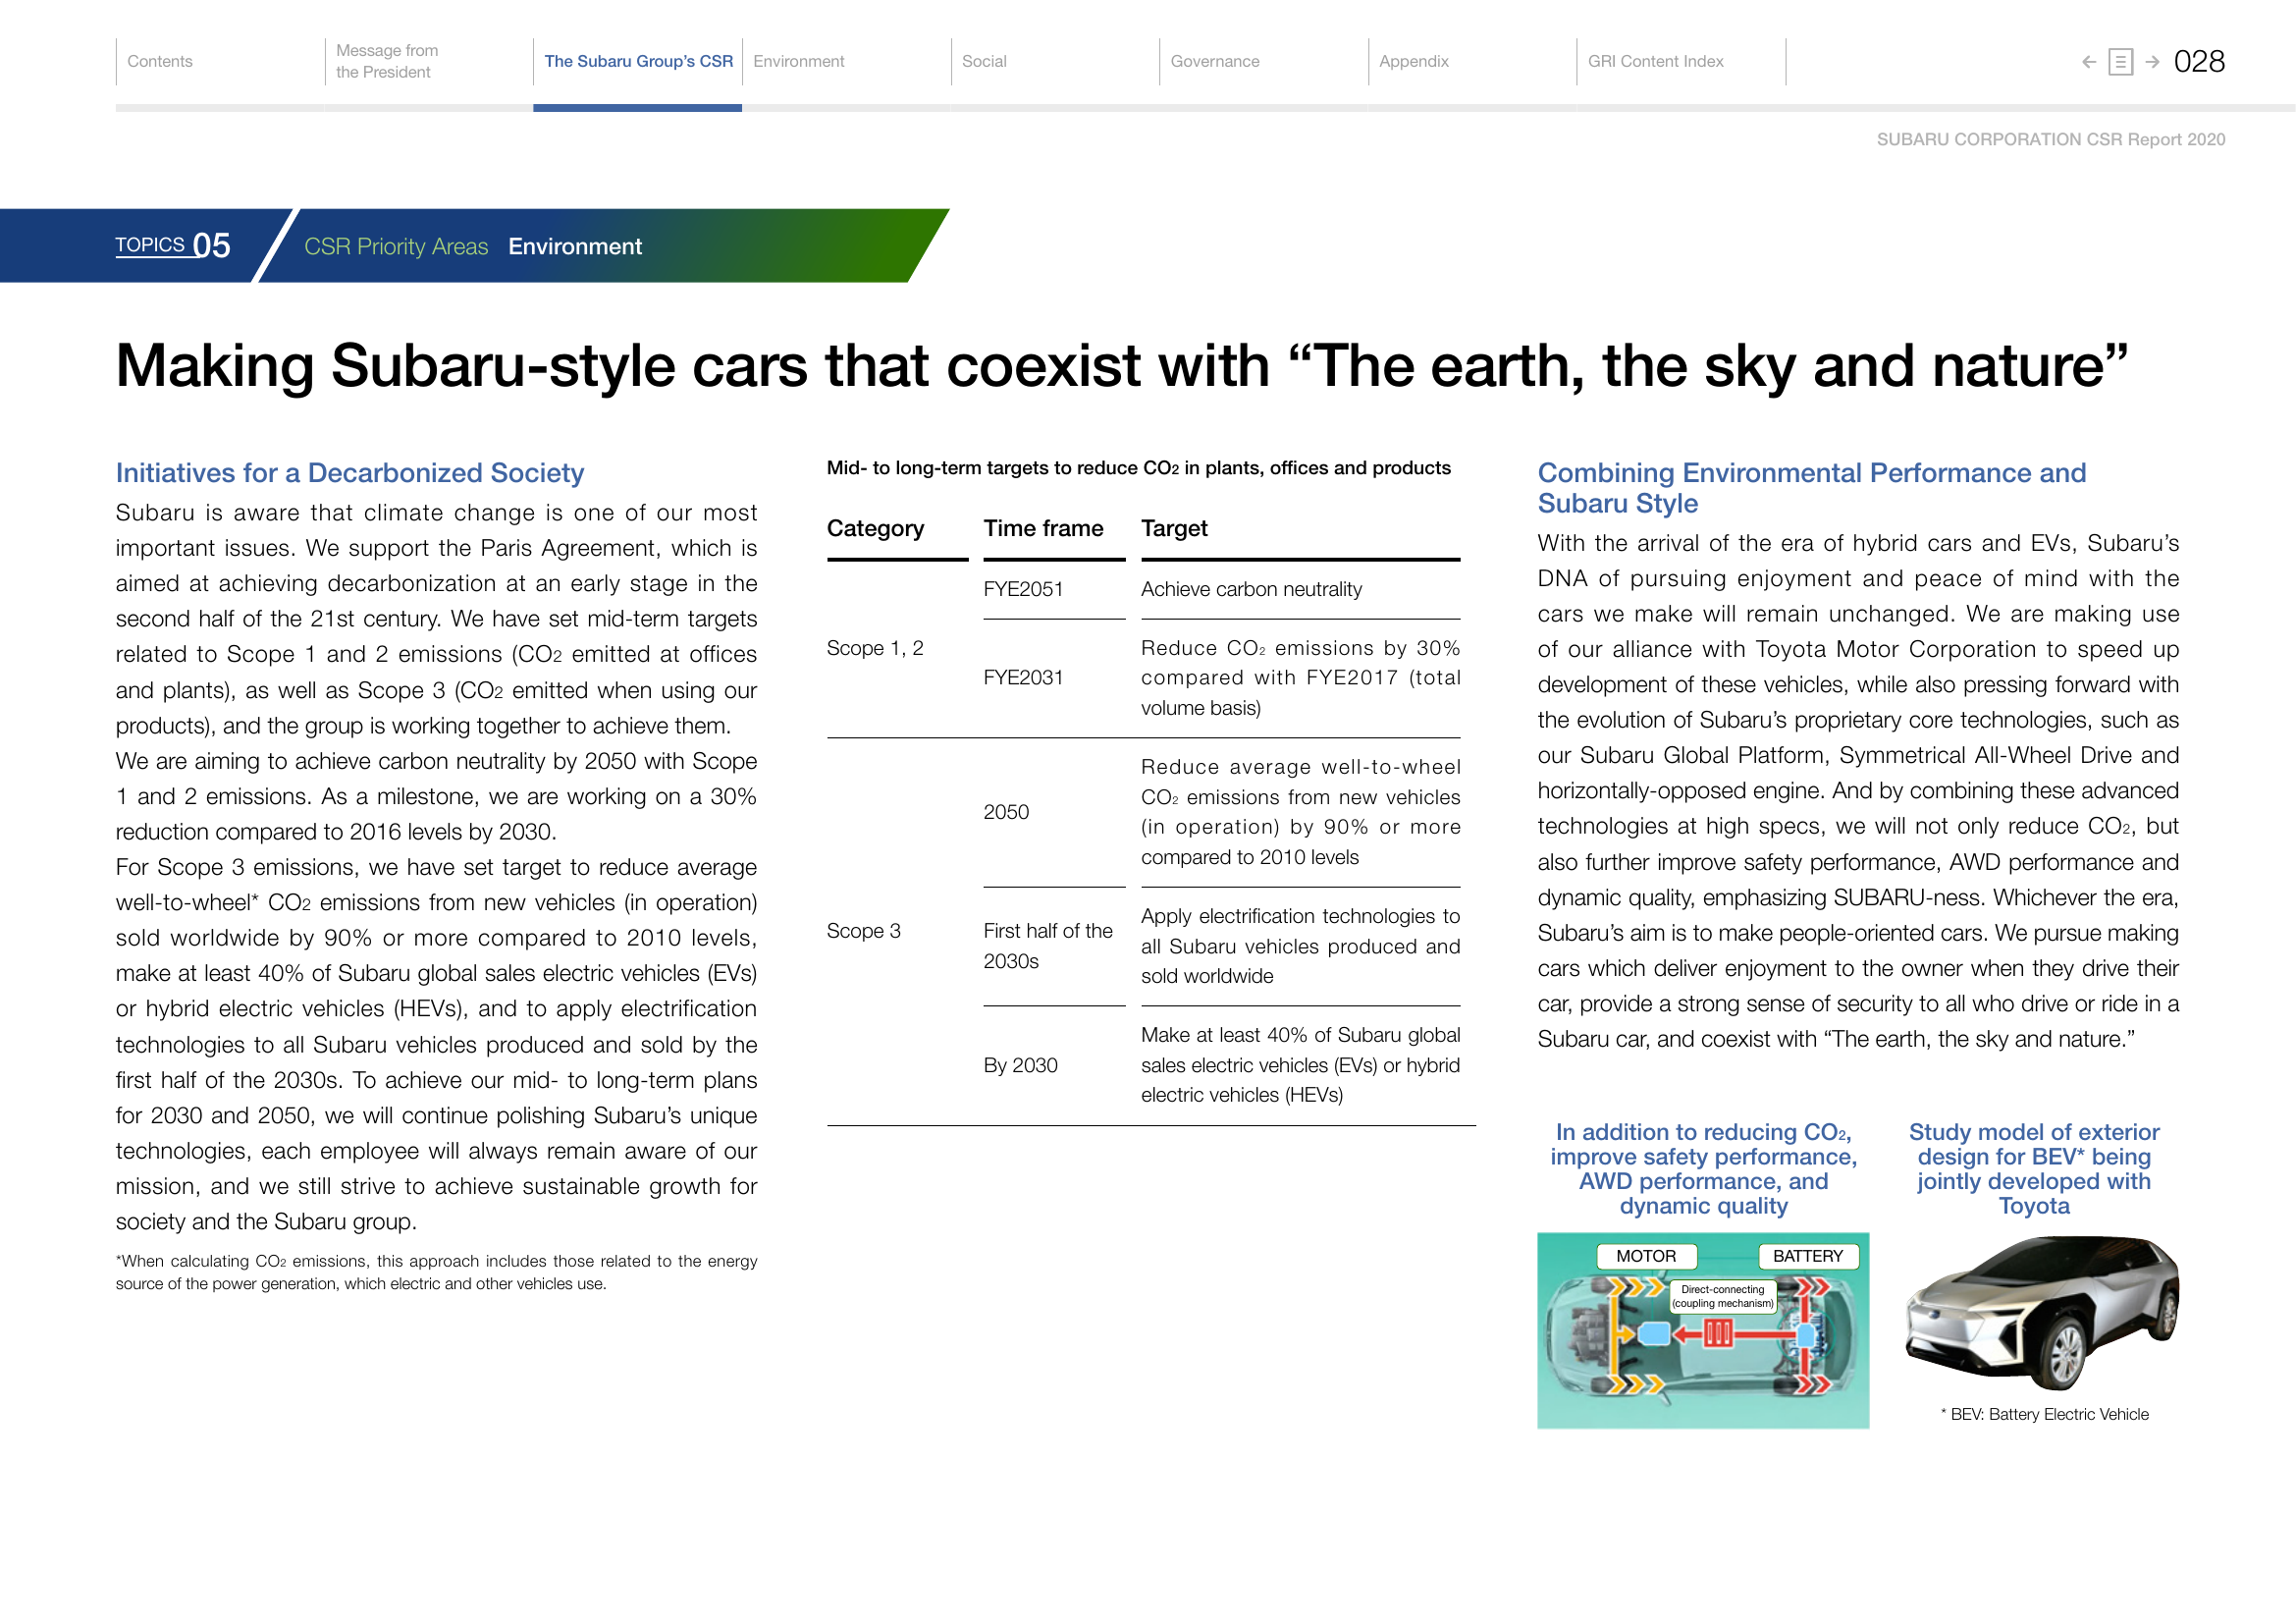 Contents
Message from
the President
The Subaru Group's CSR
Environment
Social
Governance
Appendix
GRI Content Index
028
SUBARU CORPORATION CSR Report 2020
TOPICS 05
CSR Priority Areas Environment
Making Subaru-style cars that coexist with “The earth, the sky and nature”
Initiatives for a Decarbonized Society
Subaru is aware that climate change is one of our most
important issues. We support the Paris Agreement, which is
aimed at achieving decarbonization at an early stage in the
second half of the 21st century. We have set mid-term targets
related to Scope 1 and 2 emissions (CO2 emitted at offices
and plants), as well as Scope 3 (CO2 emitted when using our
products), and the group is working together to achieve them.
We are aiming to achieve carbon neutrality by 2050 with Scope
1 and 2 emissions. As a milestone, we are working on a 30%
reduction compared to 2016 levels by 2030.
For Scope 3 emissions, we have set target to reduce average
well-to-wheel* CO2 emissions from new vehicles (in operation)
sold worldwide by 90% or more compared to 2010 levels,
make at least 40% of Subaru global sales electric vehicles (EVs)
or hybrid electric vehicles (HEVs), and to apply electrification
technologies to all Subaru vehicles produced and sold by the
first half of the 2030s. To achieve our mid- to long-term plans
for 2030 and 2050, we will continue polishing Subaru's unique
technologies, each employee will always remain aware of our
mission, and we still strive to achieve sustainable growth for
society and the Subaru group.
*When calculating CO2 emissions, this approach includes those related to the energy
source of the power generation, which electric and other vehicles use.
Mid- to long-term targets to reduce CO2 in plants, offices and products
Category Time frame Target
Scope 1, 2
FYE2051
Achieve carbon neutrality
FYE2031
Reduce CO2 emissions by 30%
compared with FYE2017 (total
volume basis)
Scope 3
2050
Reduce average well-to-wheel
CO2 emissions from new vehicles
(in operation) by 90% or more
compared to 2010 levels
First half of the
2030s
Apply electrification technologies to
all Subaru vehicles produced and
sold worldwide
By 2030
Make at least 40% of Subaru global
sales electric vehicles (EVs) or hybrid
electric vehicles (HEVs)
Combining Environmental Performance and
Subaru Style
With the arrival of the era of hybrid cars and EVs, Subaru's
DNA of pursuing enjoyment and peace of mind with the
cars we make will remain unchanged. We are making use
of our alliance with Toyota Motor Corporation to speed up
development of these vehicles, while also pressing forward with
the evolution of Subaru's proprietary core technologies, such as
our Subaru Global Platform, Symmetrical All-Wheel Drive and
horizontally-opposed engine. And by combining these advanced
technologies at high specs, we will not only reduce CO2, but
also further improve safety performance, AWD performance and
dynamic quality, emphasizing SUBARU-ness. Whichever the era,
Subaru's aim is to make people-oriented cars. We pursue making
cars which deliver enjoyment to the owner when they drive their
car, provide a strong sense of security to all who drive or ride in a
Subaru car, and coexist with “The earth, the sky and nature.”
In addition to reducing CO2,
improve safety performance,
AWD performance, and
dynamic quality
MOTOR
BATTERY
Direct-connecting
(coupling mechanism)
Study model of exterior
design for BEV* being
jointly developed with
Toyota
* BEV: Battery Electric Vehicle